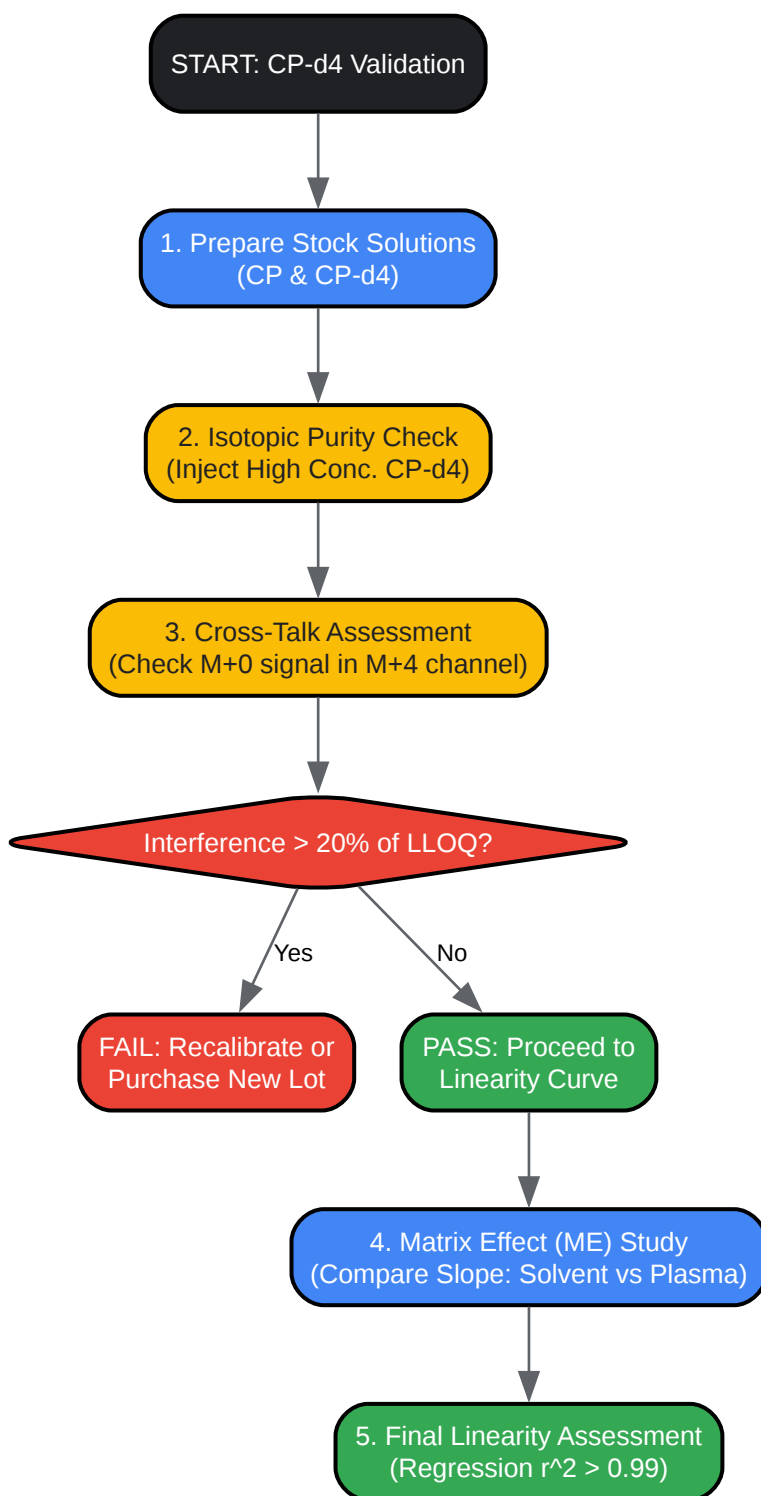 START: CP-d4 Validation
1. Prepare Stock Solutions
(CP & CP-d4)
2. Isotopic Purity Check
(Inject High Conc. CP-d4)
3. Cross-Talk Assessment
(Check M+0 signal in M+4 channel)
Interference > 20% of LLOQ?
Yes
No
FAIL: Recalibrate or
Purchase New Lot
PASS: Proceed to
Linearity Curve
4. Matrix Effect (ME) Study
(Compare Slope: Solvent vs Plasma)
5. Final Linearity Assessment
(Regression r^2 > 0.99)